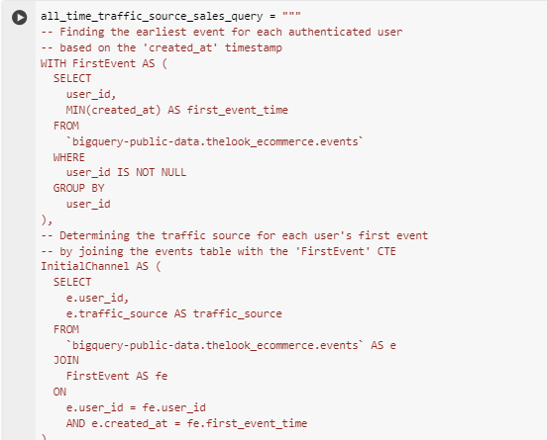 all_time_traffic_source_sales_query = """
-- Finding the earliest event for each authenticated user
-- based on the 'created_at' timestamp
WITH FirstEvent AS (
SELECT
user_id,
MIN(created_at) AS first_event_time
FROM
`bigquery-public-data.thelook_ecommerce.events`
WHERE
user_id IS NOT NULL
GROUP BY
user_id
),
-- Determining the traffic source for each user's first event
-- by joining the events table with the 'FirstEvent' CTE
InitialChannel AS (
SELECT
e.user_id,
e.traffic_source AS traffic_source
FROM
`bigquery-public-data.thelook_ecommerce.events` AS e
JOIN
FirstEvent AS fe
ON
e.user_id = fe.user_id
AND e.created_at = fe.first_event_time
)